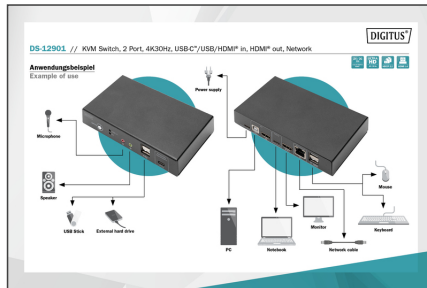 DIGITUS®
DS-12901 // KVM Switch, 2 Port, 4K30Hz, USB-C™/USB/HDMI® in, HDMI® out, Network
Anwendungsbeispiel
Example of use
Power supply
Microphone
Speaker
USB Stick
External hard drive
Mouse
Monitor
Keyboard
PC
Notebook
Network cable